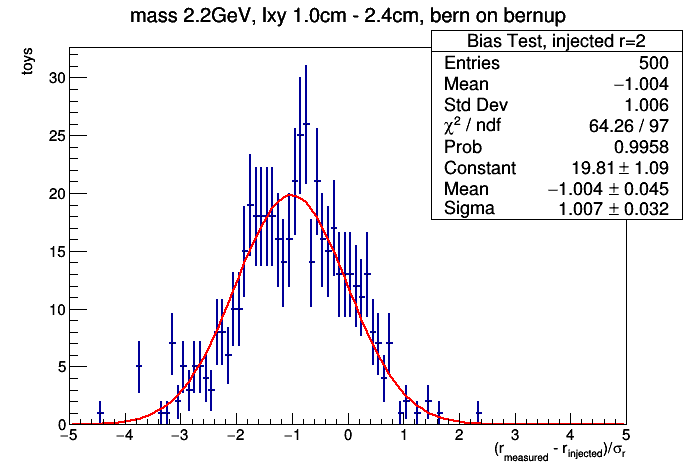 mass 2.2GeV, lxy 1.0cm - 2.4cm, bern on bernup
toys
Bias Test, injected r=2
Entries 500
Mean −1.004
Std Dev 1.006
χ² / ndf 64.26 / 97
Prob 0.9958
Constant 19.81 ± 1.09
Mean −1.004 ± 0.045
Sigma 1.007 ± 0.032
30
25
20
15
10
5
0
−5 −4 −3 −2 −1 0 1 2 3 4 5
(r_measured - r_injected)/σ_r